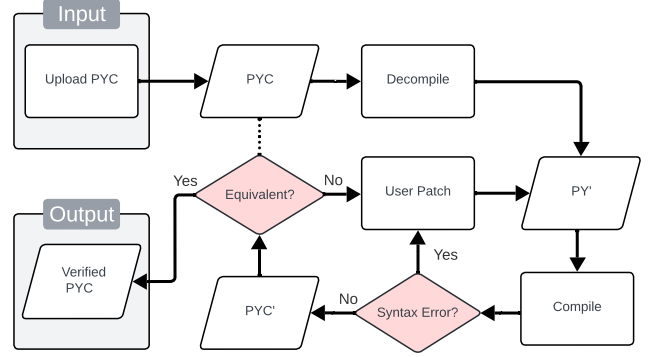 Input
Upload PYC
PYC
Decompile
Yes
Equivalent?
No
User Patch
PY'
Output
Verified
PYC
PYC'
No
Syntax Error?
Yes
Compile